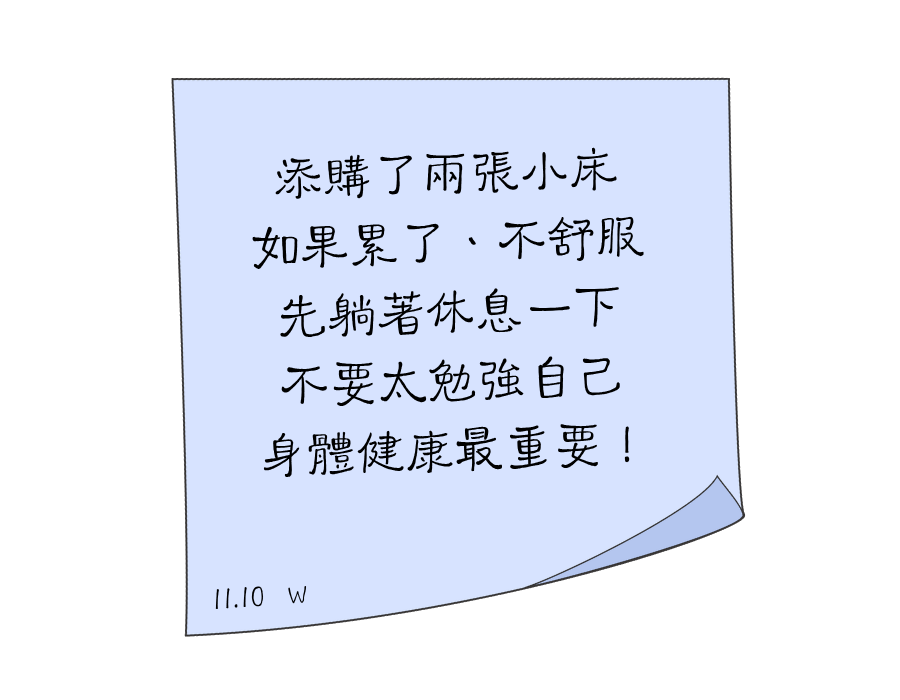 添購了兩張小床
如果累了、不舒服
先躺著休息一下
不要太勉強自己
身體健康最重要！
11.10 W